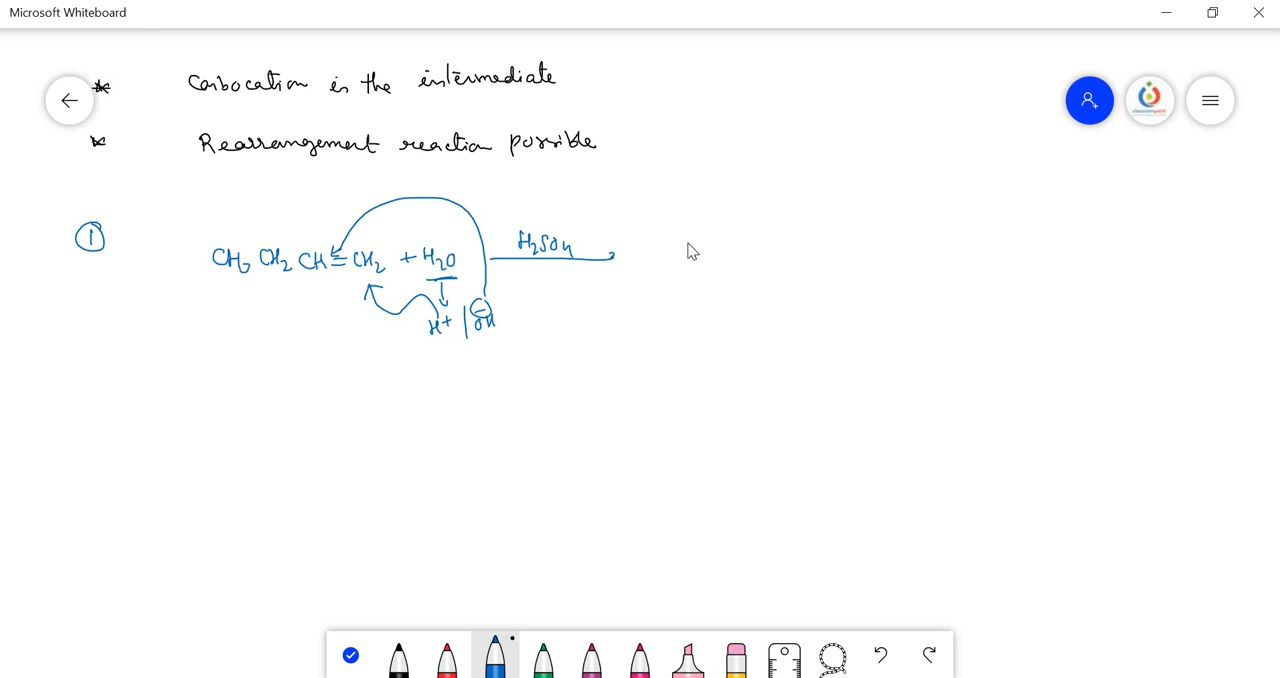 Microsoft Whiteboard
* Carbocation is the intermediate
* Rearrangement reaction possible
① CH3 CH2 CH=CH2 + H2O H2SO4
H+ | ⊖OH